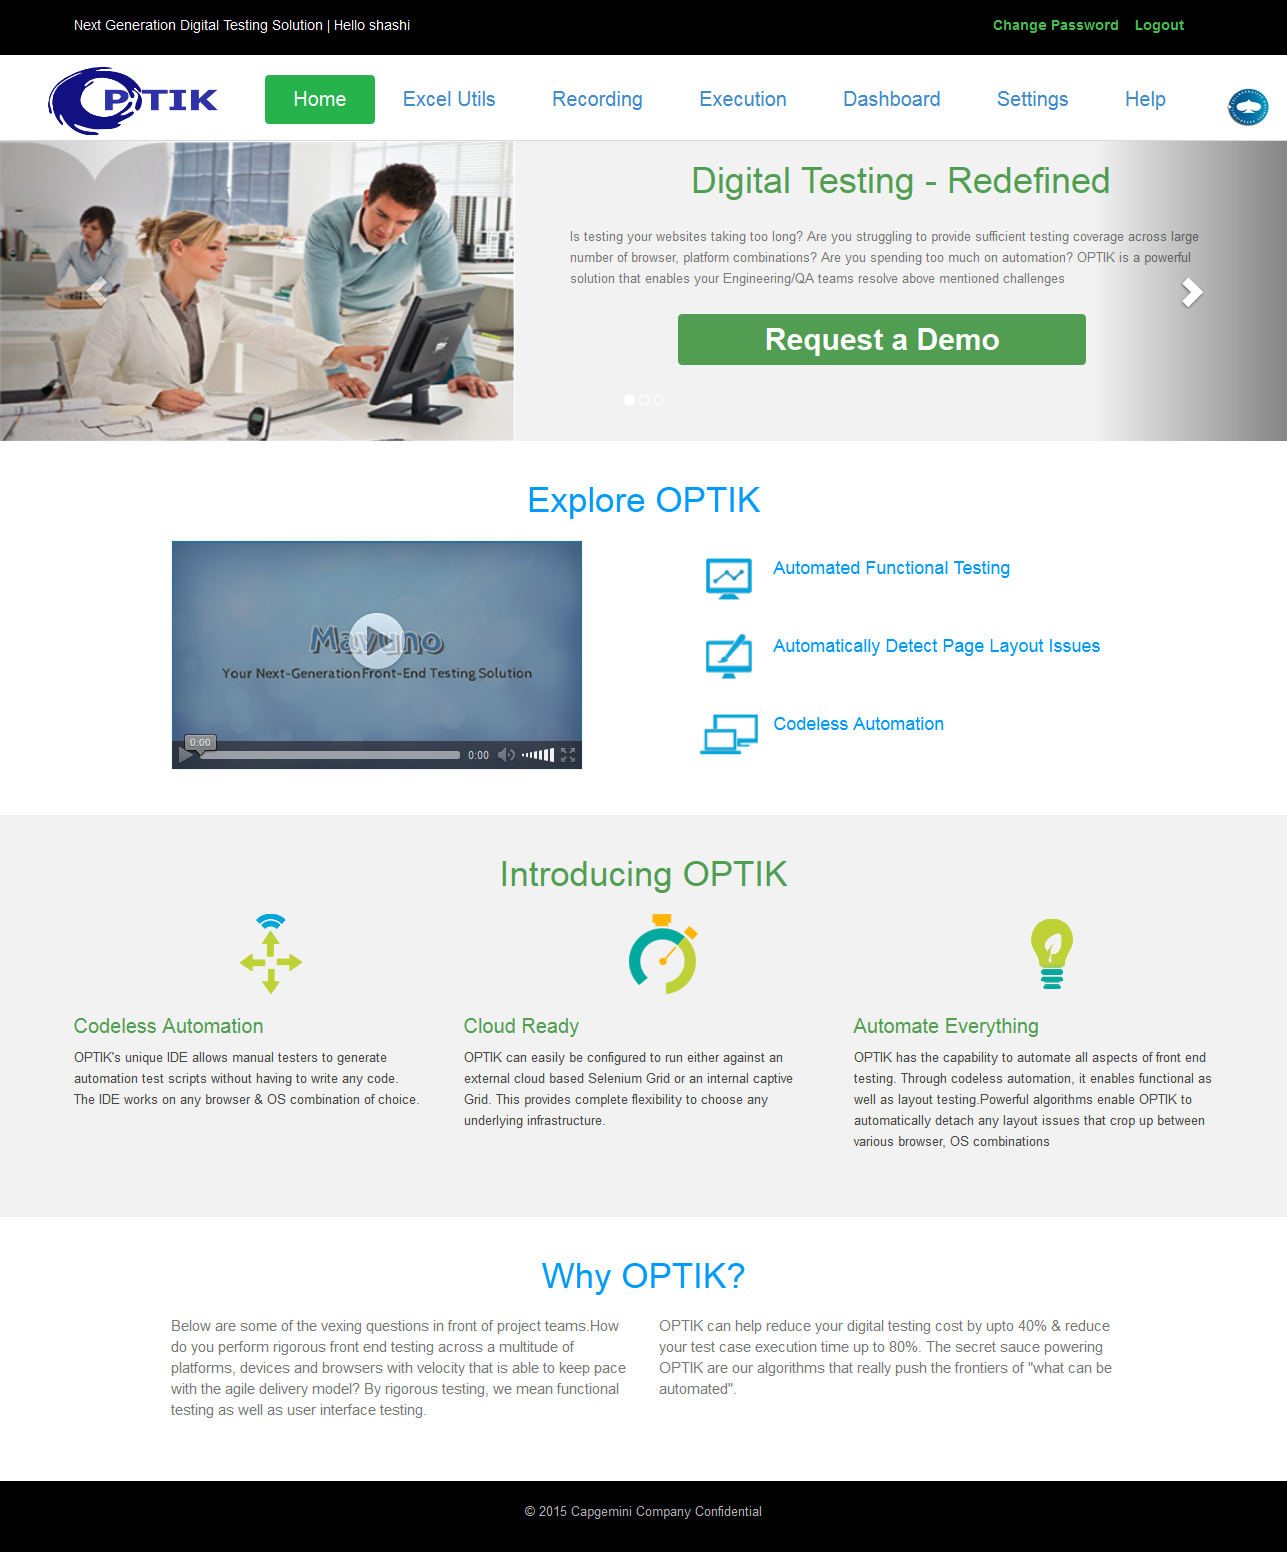 Next Generation Digital Testing Solution | Hello shashi
Change Password Logout
OPTIK
Home Excel Utils Recording Execution Dashboard Settings Help
Digital Testing - Redefined
Is testing your websites taking too long? Are you struggling to provide sufficient testing coverage across large
number of browser, platform combinations? Are you spending too much on automation? OPTIK is a powerful
solution that enables your Engineering/QA teams resolve above mentioned challenges
Request a Demo
Explore OPTIK
Your Next-Generation Front-End Testing Solution
0:00
0:00
Automated Functional Testing
Automatically Detect Page Layout Issues
Codeless Automation
Introducing OPTIK
Codeless Automation
OPTIK's unique IDE allows manual testers to generate
automation test scripts without having to write any code.
The IDE works on any browser & OS combination of choice.
Cloud Ready
OPTIK can easily be configured to run either against an
external cloud based Selenium Grid or an internal captive
Grid. This provides complete flexibility to choose any
underlying infrastructure.
Automate Everything
OPTIK has the capability to automate all aspects of front end
testing. Through codeless automation, it enables functional as
well as layout testing.Powerful algorithms enable OPTIK to
automatically detach any layout issues that crop up between
various browser, OS combinations
Why OPTIK?
Below are some of the vexing questions in front of project teams.How
do you perform rigorous front end testing across a multitude of
platforms, devices and browsers with velocity that is able to keep pace
with the agile delivery model? By rigorous testing, we mean functional
testing as well as user interface testing.
OPTIK can help reduce your digital testing cost by upto 40% & reduce
your test case execution time up to 80%. The secret sauce powering
OPTIK are our algorithms that really push the frontiers of "what can be
automated".
© 2015 Capgemini Company Confidential